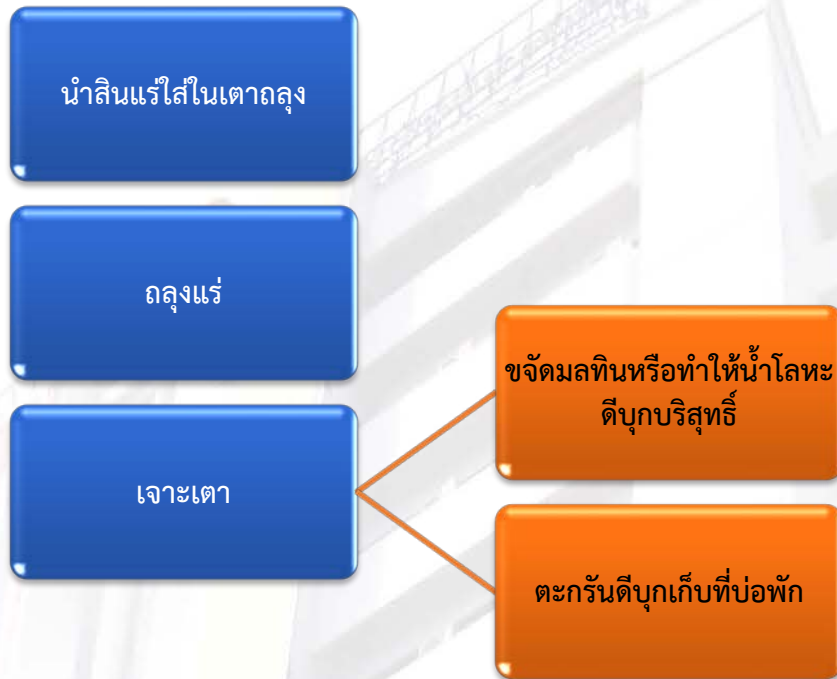 นำสินแร่ใส่ในเตาถลุง
ถลุงแร่
เจาะเตา
ขจัดมลทินหรือทำให้น้ำโลหะ
ดีบุกบริสุทธิ์
ตะกรันดีบุกเก็บที่บ่อพัก